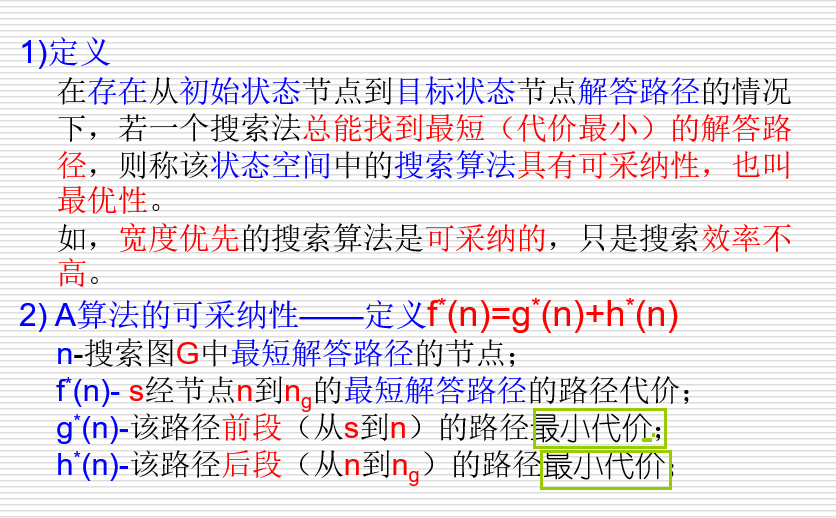 1)定义
在存在从初始状态节点到目标状态节点解答路径的情况
下，若一个搜索法总能找到最短（代价最小）的解答路
径，则称该状态空间中的搜索算法具有可采纳性，也叫
最优性。
如，宽度优先的搜索算法是可采纳的，只是搜索效率不
高。
2) A算法的可采纳性——定义f*(n)=g*(n)+h*(n)
n-搜索图G中最短解答路径的节点；
f*(n)- s经节点n到ng的最短解答路径的路径代价；
g*(n)-该路径前段（从s到n）的路径最小代价；
h*(n)-该路径后段（从n到ng）的路径最小代价；